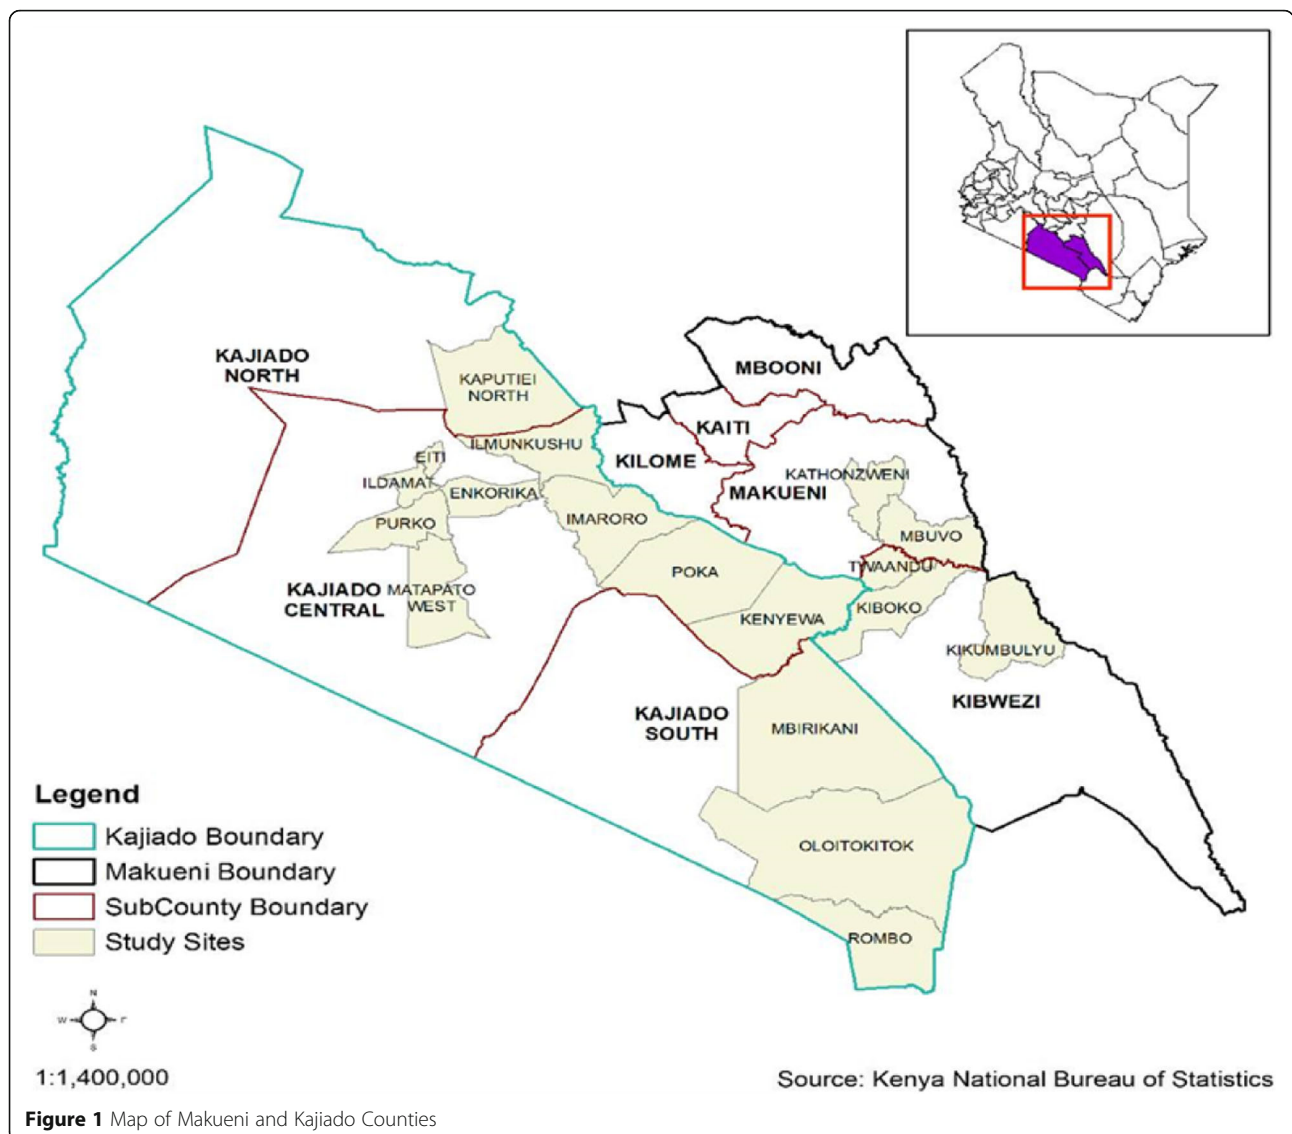 KAJIADO
NORTH
KAPUTIEI
NORTH
MBOONI
KAITI
ILMUNKUSHU
EITI
KILOME
KATHONZWENI
ILDAMAT
ENKORIKA
MAKUENI
IMARORO
PURKO
MBUVO
TWAANDU
POKA
KAJIADO
CENTRAL
MATAPATO
WEST
KIBOKO
KENYEWA
KIKUMBULYU
KIBWEZI
KAJIADO
SOUTH
MBIRIKANI
OLOITOKITOK
ROMBO
Legend
Kajiado Boundary
Makueni Boundary
SubCounty Boundary
Study Sites
N
W
S
1:1,400,000
Source: Kenya National Bureau of Statistics
Figure 1 Map of Makueni and Kajiado Counties